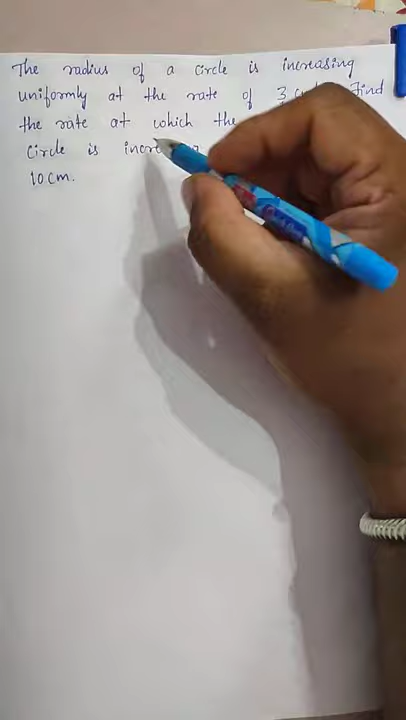 The radius of a circle is increasing
uniformly at the rate of 3 Find
the rate at which the
circle is
10 cm.